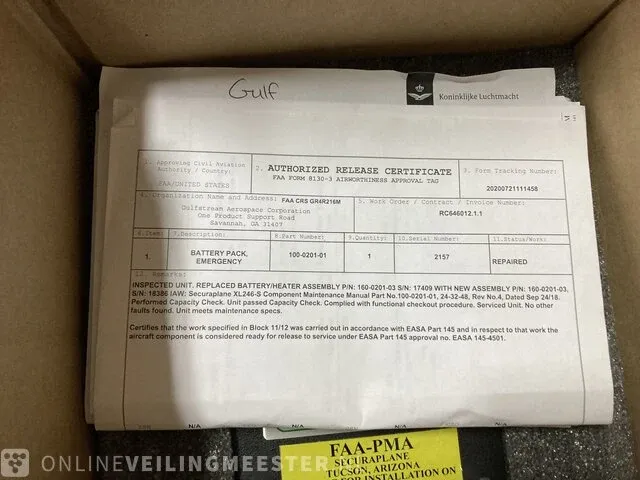 Gulf
Koninklijke Luchtmacht
1. Approving Civil Aviation Authority / Country:
FAA/UNITED STATES
2. AUTHORIZED RELEASE CERTIFICATE
FAA FORM 8130-3 AIRWORTHINESS APPROVAL TAG
3. Form Tracking Number:
20200721111458
4. Organization Name and Address: FAA CRS GR4R216M
Gulfstream Aerospace Corporation
One Product Support Road
Savannah, GA 31407
5. Work Order / Contract / Invoice Number:
RC646012.1.1
6.Item: 7.Description: 8.Part Number: 9.Quantity: 10.Serial Number: 11.Status/Work:
1. BATTERY PACK, EMERGENCY 100-0201-01 1 2157 REPAIRED
12. Remarks:
INSPECTED UNIT. REPLACED BATTERY/HEATER ASSEMBLY P/N: 160-0203-03 S/N: 17409 WITH NEW ASSEMBLY P/N: 160-0201-03,
S/N: 18386 IAW: Securaplane XL246-S Component Maintenance Manual Part No.100-0201-01, 24-32-48, Rev No.4, Dated Sep 24/18.
Performed Capacity Check. Unit passed Capacity Check. Complied with functional checkout procedure. Serviced Unit. No other
faults found. Unit meets maintenance specs.
Certifies that the work specified in Block 11/12 was carried out in accordance with EASA Part 145 and in respect to that work the
aircraft component is considered ready for release to service under EASA Part 145 approval no. EASA 145-4501.
N/A N/A N/A
FAA-PMA
SECURAPLANE
TUCSON, ARIZONA
FOR INSTALLATION ON
ONLINEVEILINGMEESTER